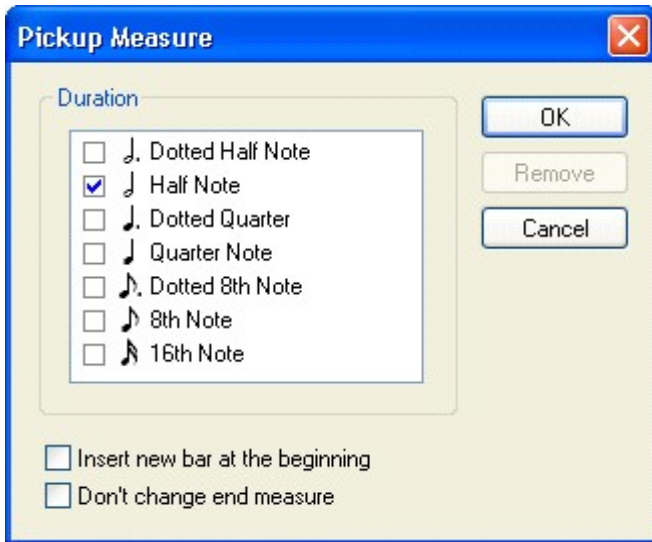 Pickup Measure
Duration
Dotted Half Note
Half Note
Dotted Quarter
Quarter Note
Dotted 8th Note
8th Note
16th Note
OK
Remove
Cancel
Insert new bar at the beginning
Don't change end measure